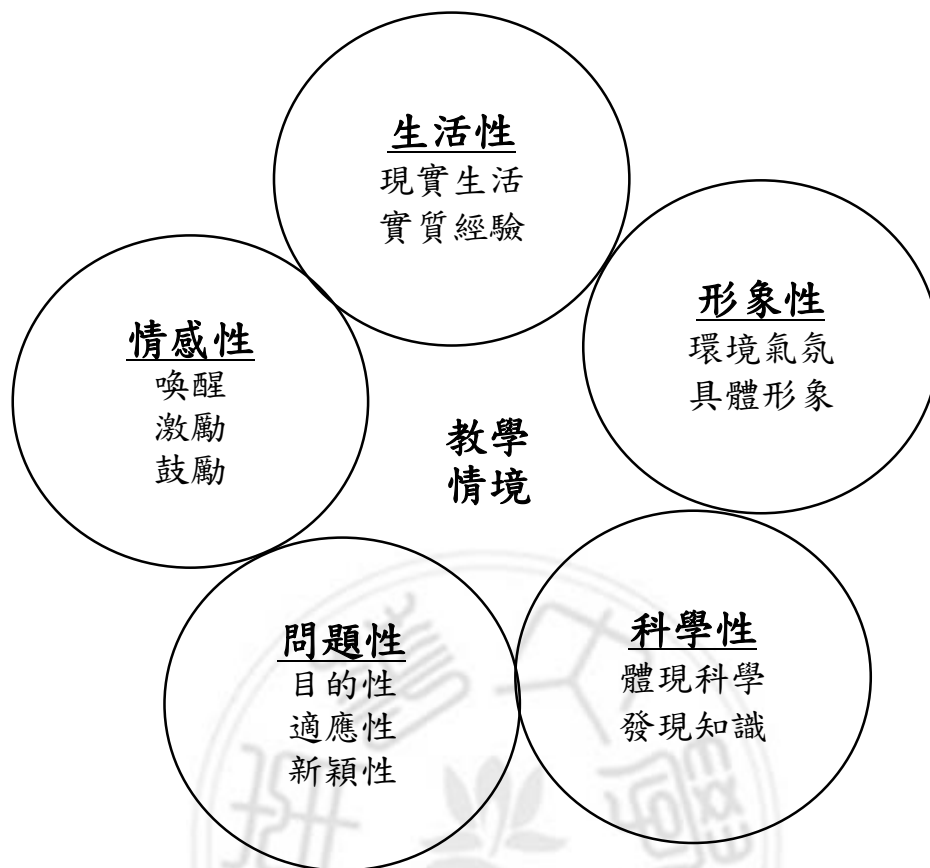 生活性
現實生活
實質經驗
形象性
環境氣氛
具體形象
情感性
喚醒
激勵
鼓勵
教學
情境
科學性
體現科學
發現知識
問題性
目的性
適應性
新穎性